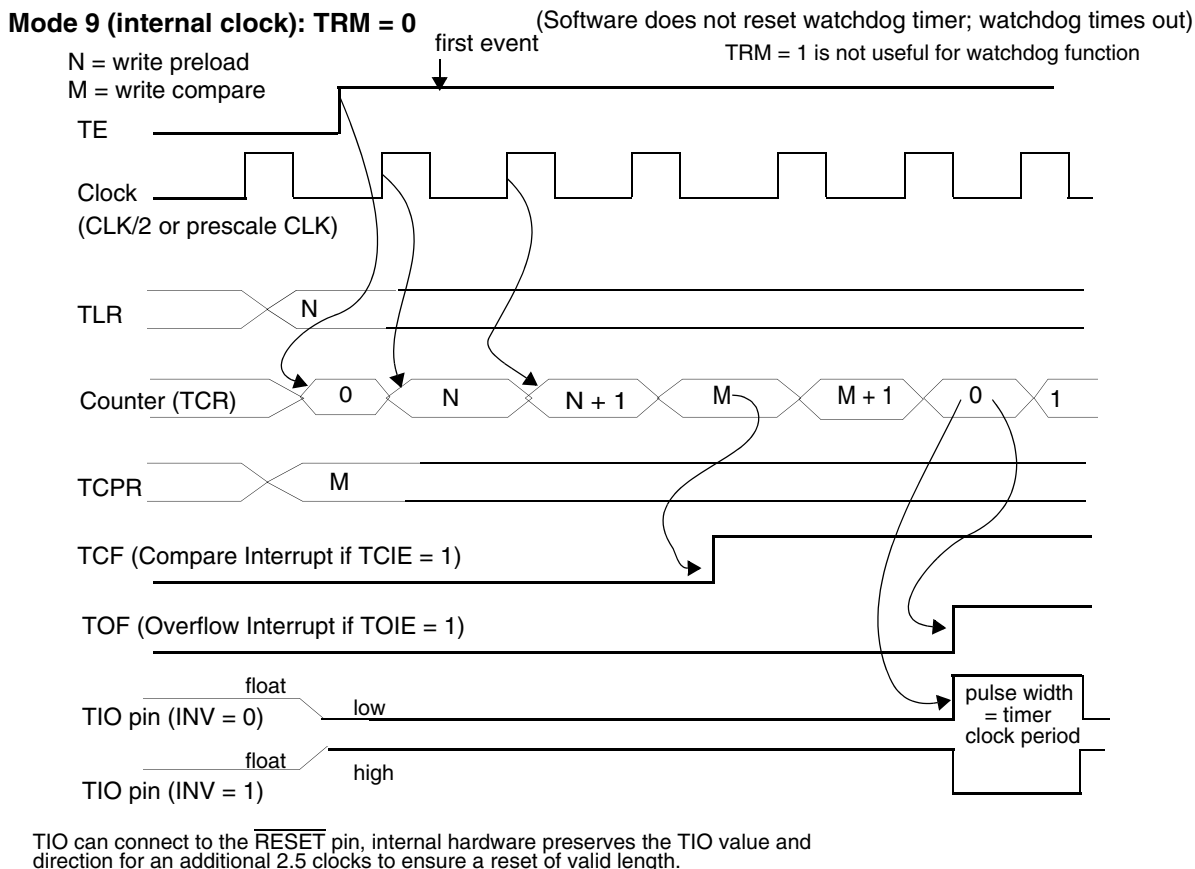 Mode 9 (internal clock): TRM = 0
(Software does not reset watchdog timer; watchdog times out)
first event
TRM = 1 is not useful for watchdog function
N = write preload
M = write compare
TE
Clock
(CLK/2 or prescale CLK)
TLR
N
Counter (TCR)
0
N
N + 1
M
M + 1
0
1
TCPR
M
TCF (Compare Interrupt if TCIE = 1)
TOF (Overflow Interrupt if TOIE = 1)
float
low
TIO pin (INV = 0)
pulse width
= timer
clock period
float
high
TIO pin (INV = 1)
TIO can connect to the RESET pin, internal hardware preserves the TIO value and
direction for an additional 2.5 clocks to ensure a reset of valid length.